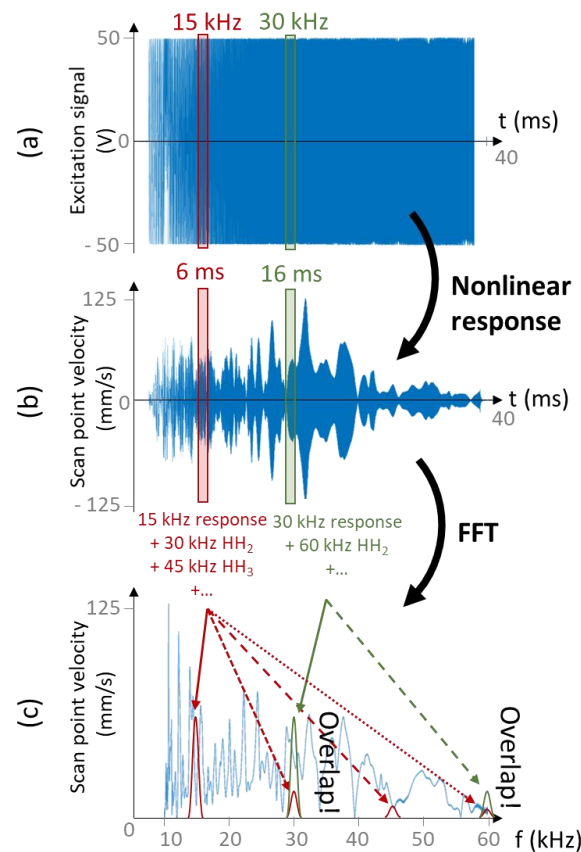 15 kHz 30 kHz
(a)
Excitation signal
(V)
50
0
- 50
t (ms)
40
6 ms 16 ms
Nonlinear
response
(b)
Scan point velocity
(mm/s)
125
0
- 125
t (ms)
40
15 kHz response
+ 30 kHz HH₂
+ 45 kHz HH₃
+...
30 kHz response
+ 60 kHz HH₂
+...
FFT
(c)
Scan point velocity
(mm/s)
125
Overlap!
Overlap!
0 10 20 30 40 50 60 f (kHz)